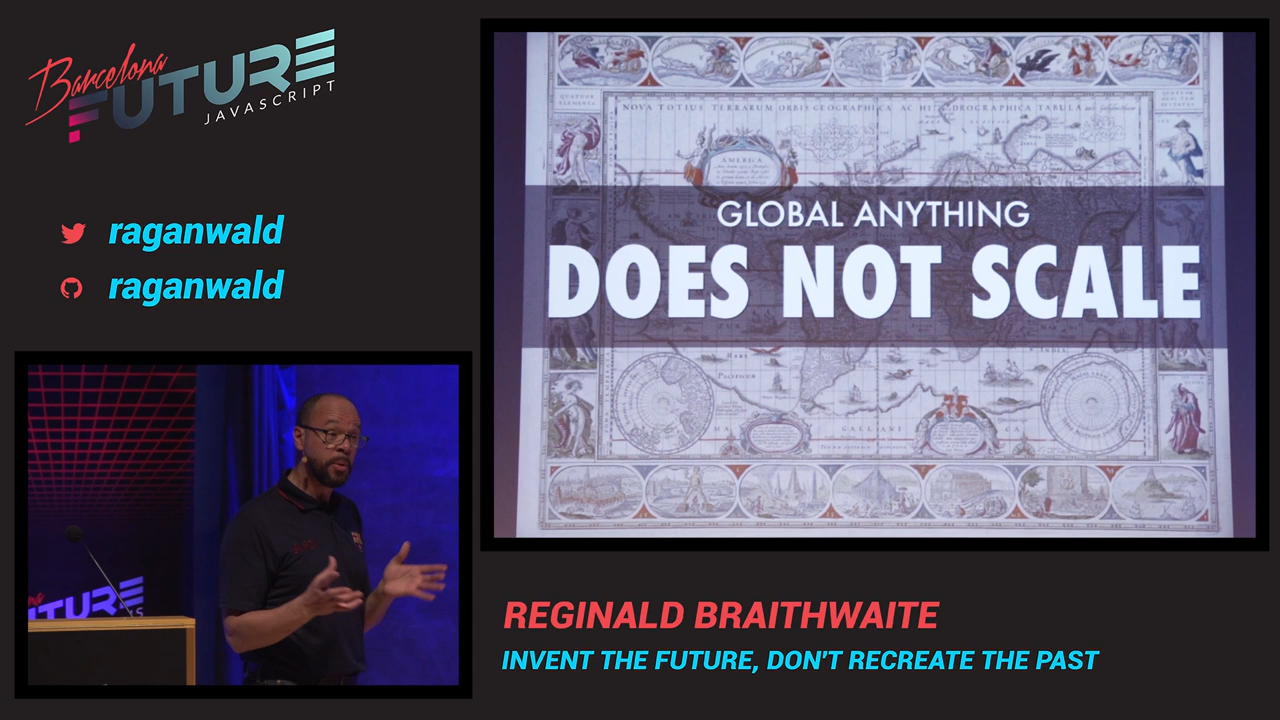 Barcelona
FUTURE
JAVASCRIPT
raganwald
raganwald
NOVA TOTIUS TERRARUM ORBIS GEOGRAPHICA AC HYDROGRAPHICA TABULA
AMERICA
GLOBAL ANYTHING
DOES NOT SCALE
REGINALD BRAITHWAITE
INVENT THE FUTURE, DON'T RECREATE THE PAST